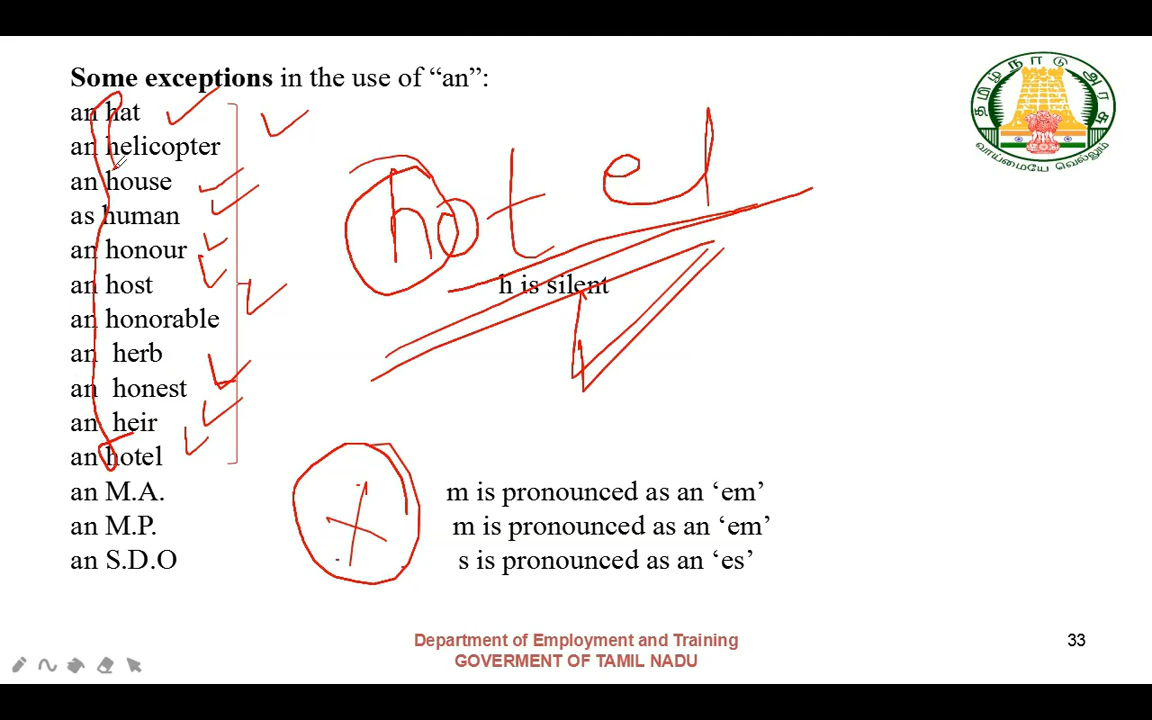 Some exceptions in the use of “an”:
an hat
an helicopter
an house
as human
an honour
an host
h is silent
an honorable
an herb
an honest
an heir
an hotel
an M.A. m is pronounced as an ‘em’
an M.P. m is pronounced as an ‘em’
an S.D.O s is pronounced as an ‘es’
hotel
தமிழ்நாடு அரசு
வாய்மையே வெல்லும்
Department of Employment and Training
GOVERMENT OF TAMIL NADU
33